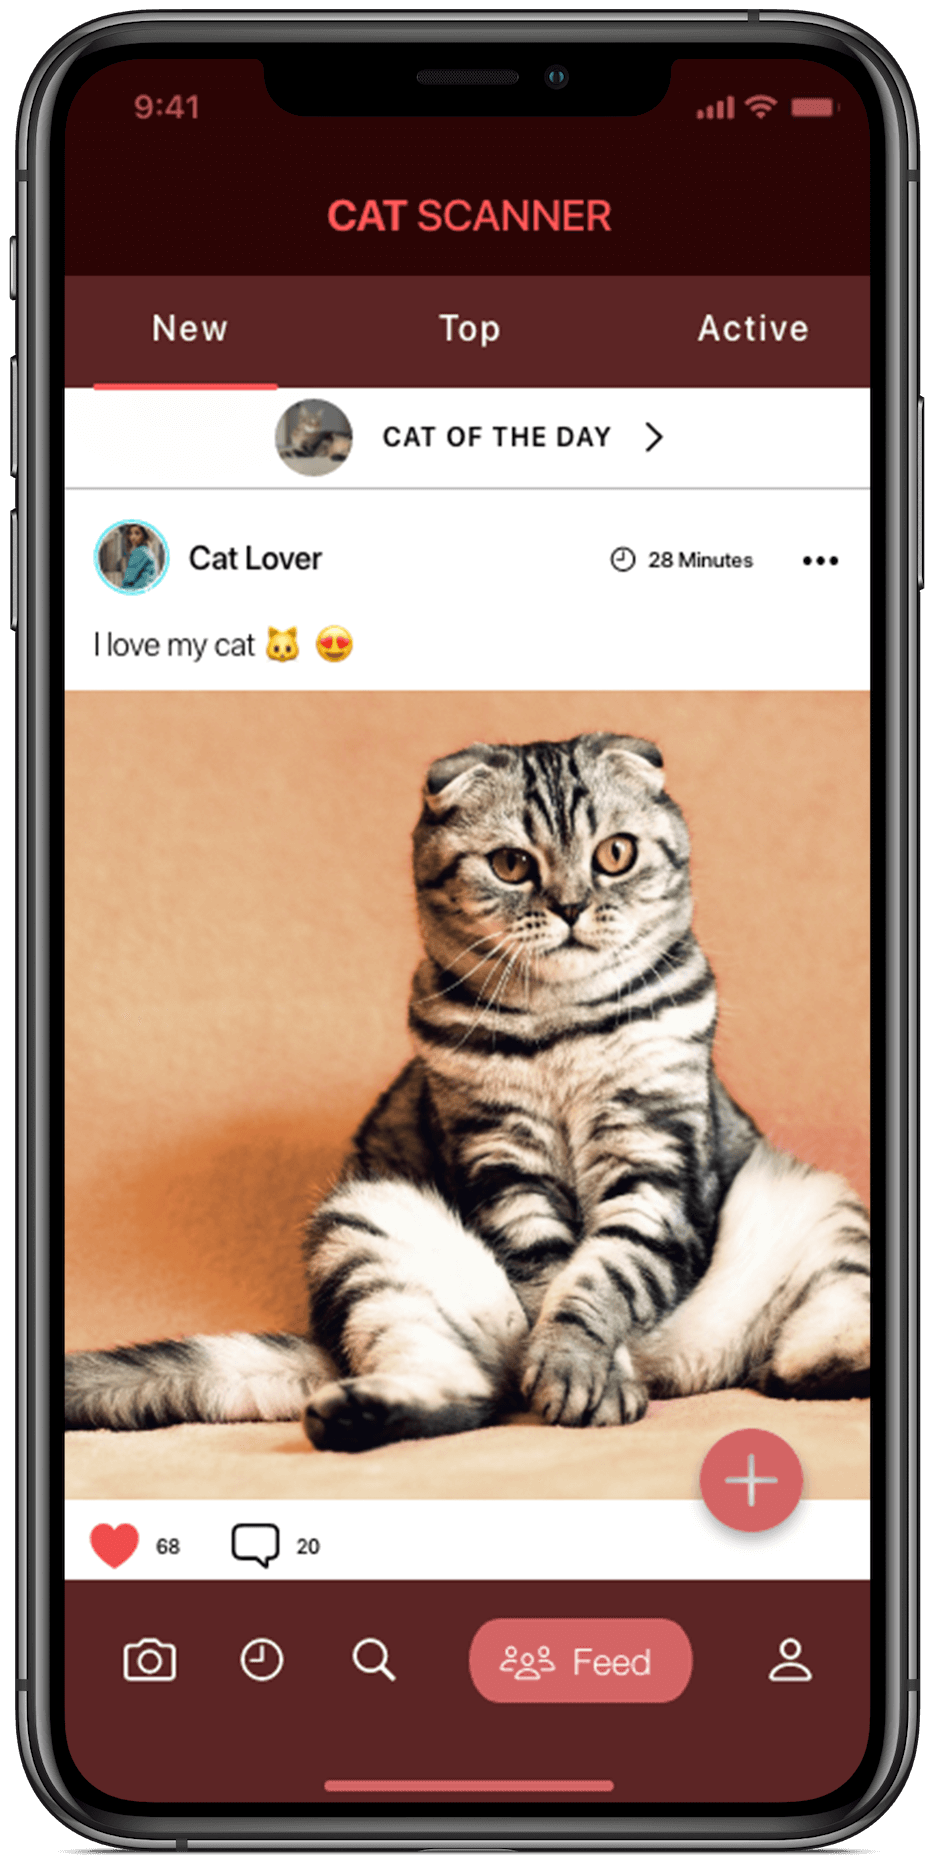 9:41
CAT SCANNER
New Top Active
CAT OF THE DAY
Cat Lover 28 Minutes
I love my cat 🐱 😍
68 20
Feed